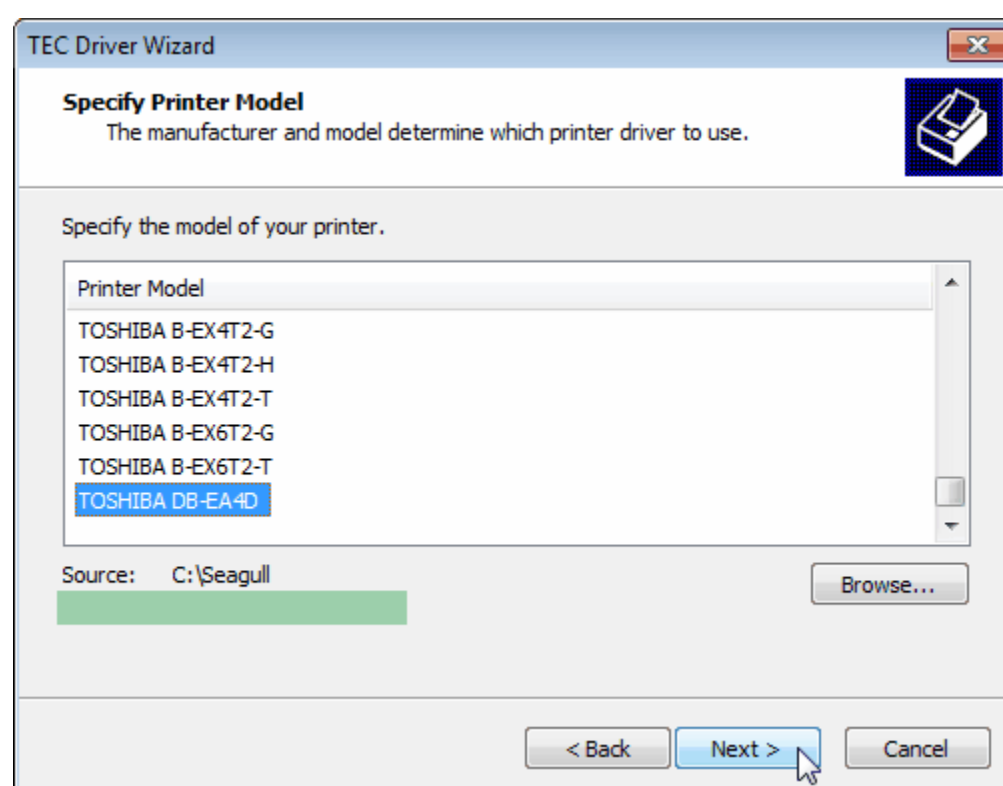 TEC Driver Wizard
Specify Printer Model
The manufacturer and model determine which printer driver to use.
Specify the model of your printer.
Printer Model
TOSHIBA B-EX4T2-G
TOSHIBA B-EX4T2-H
TOSHIBA B-EX4T2-T
TOSHIBA B-EX6T2-G
TOSHIBA B-EX6T2-T
TOSHIBA DB-EA4D
Source: C:\Seagull
Browse...
< Back Next > Cancel